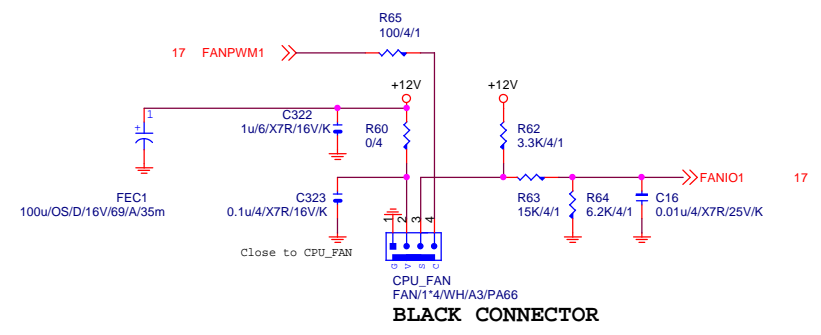 R65
100/4/1
17 FANPWM1
+12V
+12V
1
+
C322
1u/6/X7R/16V/K
R60
0/4
R62
3.3K/4/1
FANIO1 17
FEC1
100u/OS/D/16V/69/A/35m
C323
0.1u/4/X7R/16V/K
R63
15K/4/1
R64
6.2K/4/1
C16
0.01u/4/X7R/25V/K
1 2 3 4
Close to CPU_FAN
G V S C
CPU_FAN
FAN/1*4/WH/A3/PA66
BLACK CONNECTOR